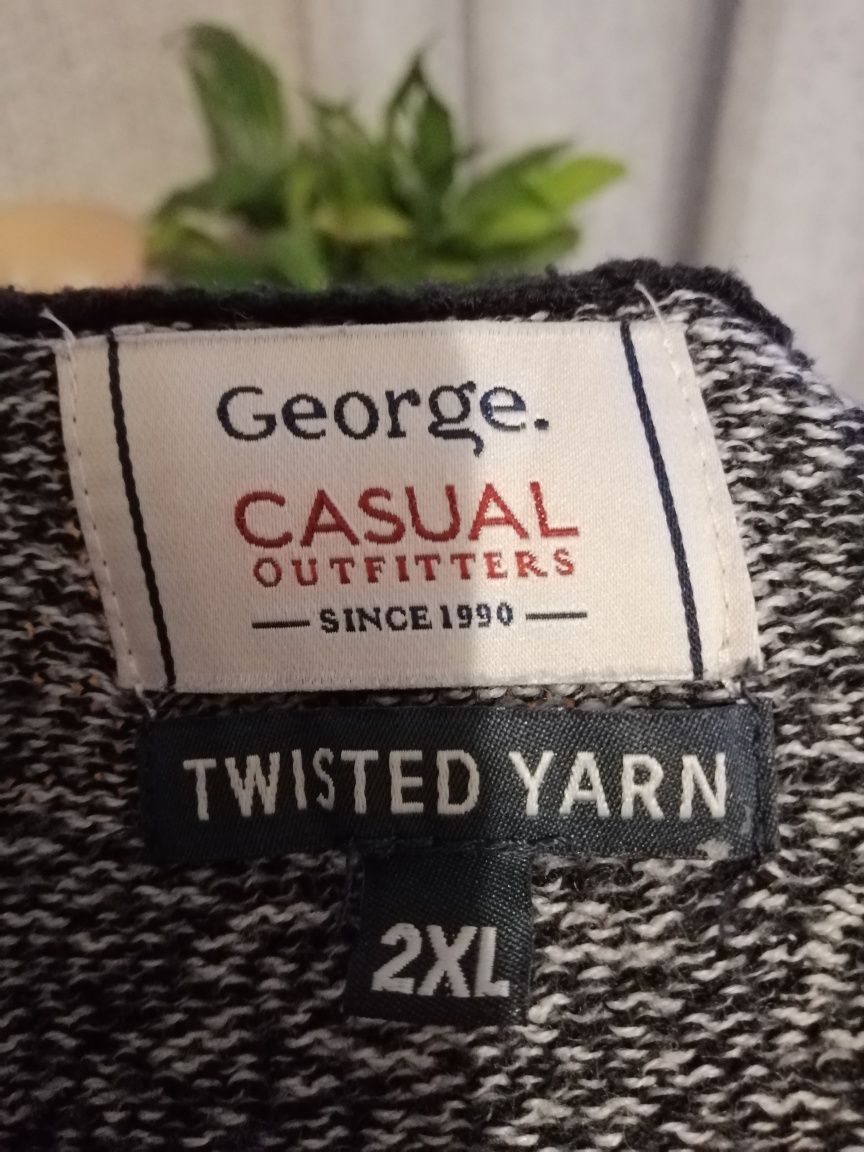 George.
CASUAL
OUTFITTERS
SINCE 1990
TWISTED YARN
2XL